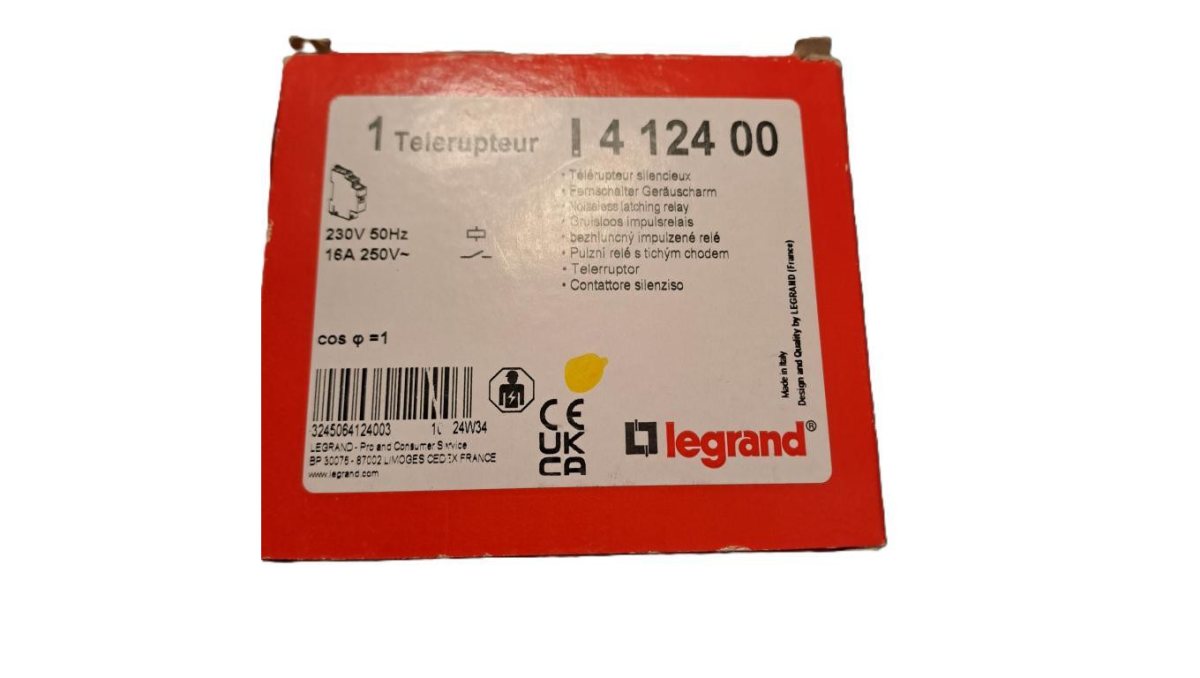 1 Telerupteur
4 124 00
230V 50Hz
16A 250V~
• Télérupteur silencieux
• Fernschalter Geräuscharm
• Noiseless latching relay
• Gruisloos impulsrelais
• bezhlucný impulzené relé
• Pulzní relé s tichým chodem
• Telerruptor
• Contattore silenziso
cos φ =1
3245064124003
24W34
LEGRAND - Pro and Consumer Service
BP 30076 - 87002 LIMOGES CEDEX FRANCE
www.legrand.com
CE
UK
CA
legrand®
Made in Italy
Design and Quality by LEGRAND (France)